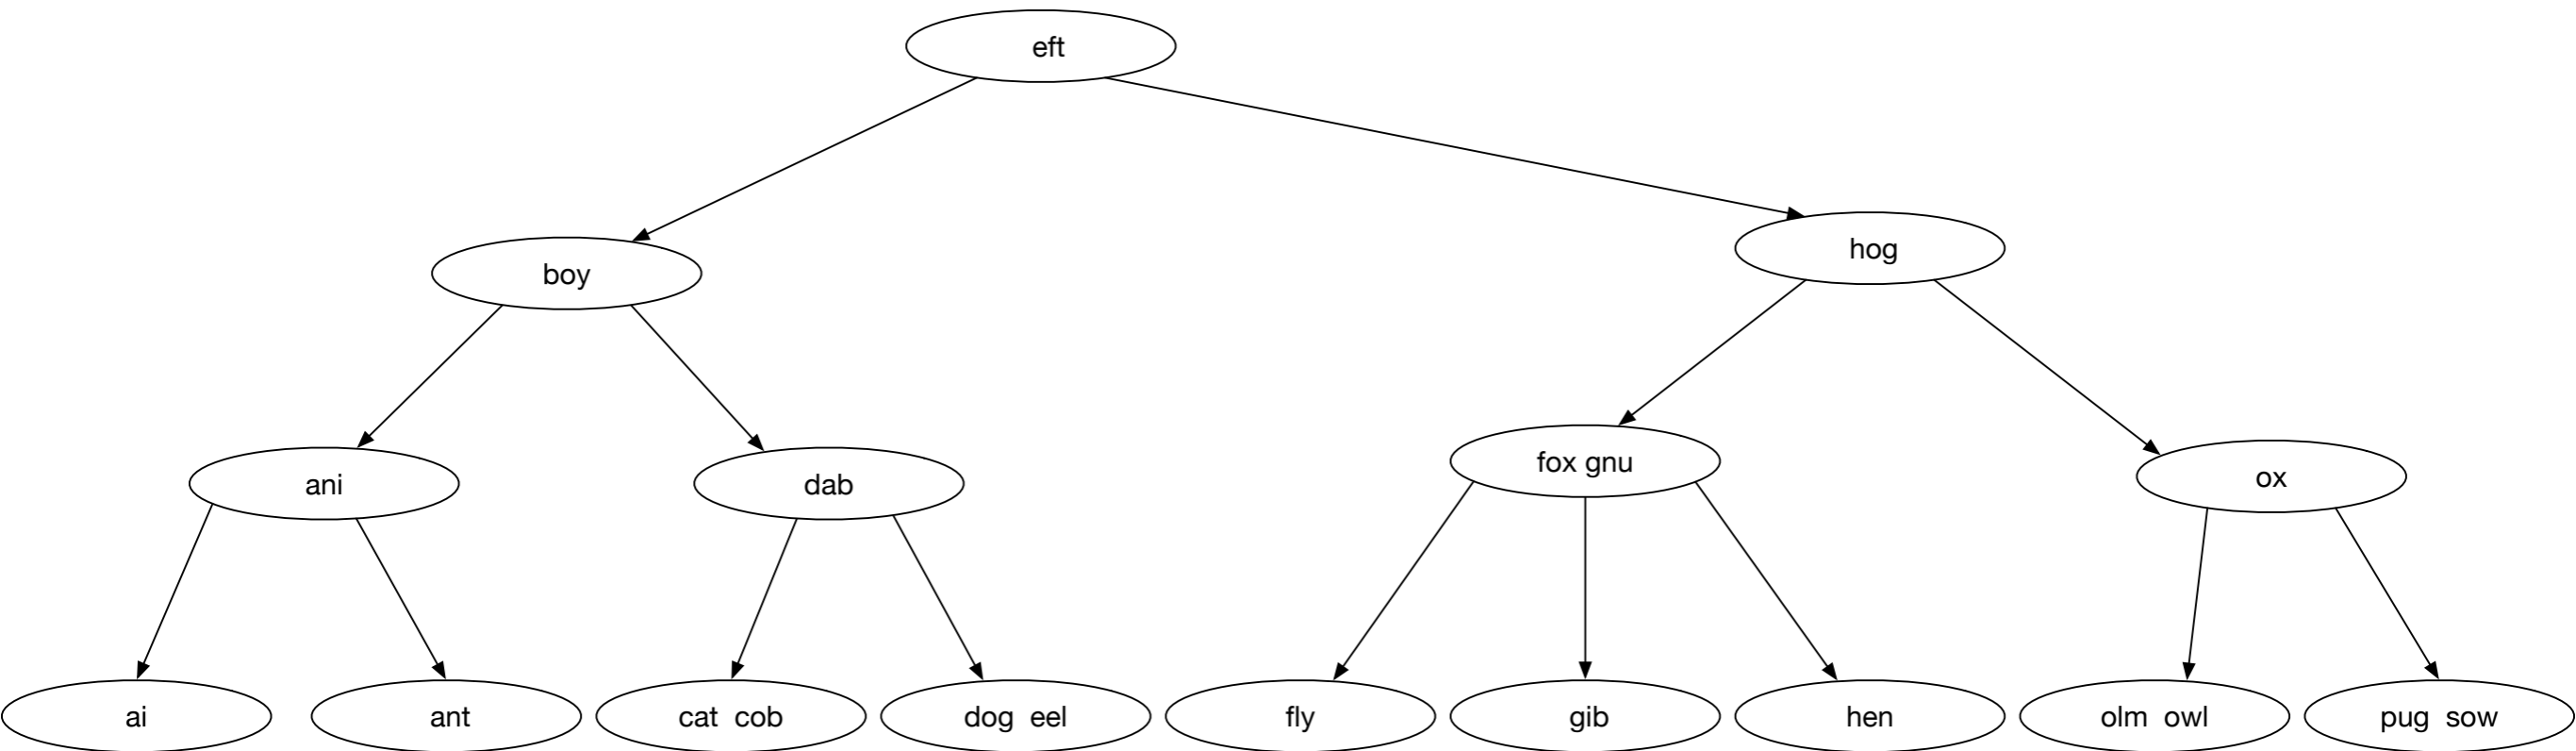 eft
boy
hog
ani
dab
fox gnu
ox
ai
ant
cat cob
dog eel
fly
gib
hen
olm owl
pug sow